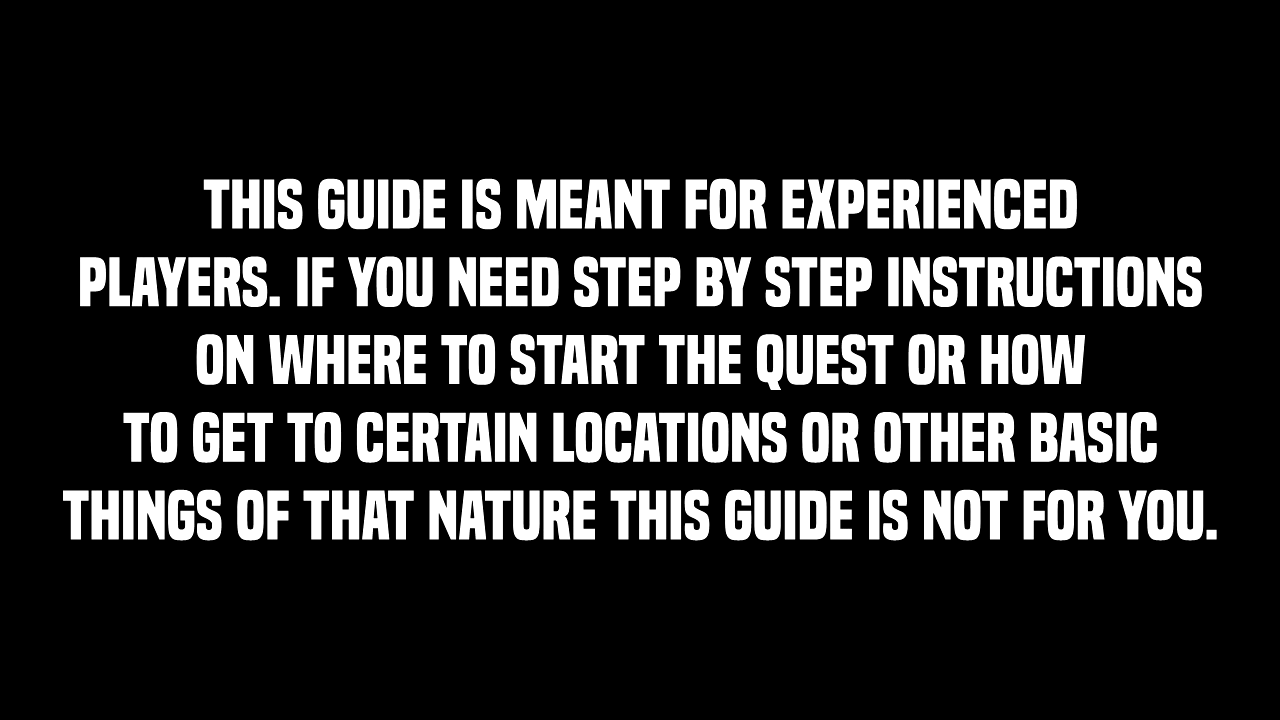 THIS GUIDE IS MEANT FOR EXPERIENCED
PLAYERS. IF YOU NEED STEP BY STEP INSTRUCTIONS
ON WHERE TO START THE QUEST OR HOW
TO GET TO CERTAIN LOCATIONS OR OTHER BASIC
THINGS OF THAT NATURE THIS GUIDE IS NOT FOR YOU.